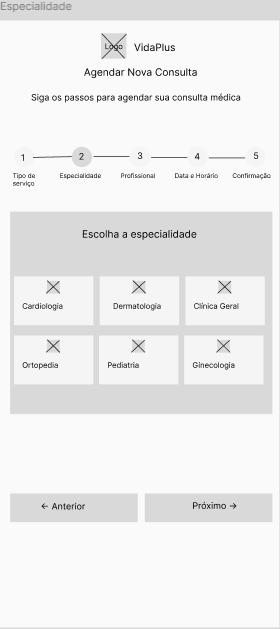 Especialidade
Logo VidaPlus
Agendar Nova Consulta
Siga os passos para agendar sua consulta médica
1 2 3 4 5
Tipo de serviço Especialidade Profissional Data e Horário Confirmação
Escolha a especialidade
Cardiologia Dermatologia Clínica Geral
Ortopedia Pediatria Ginecologia
← Anterior Próximo →